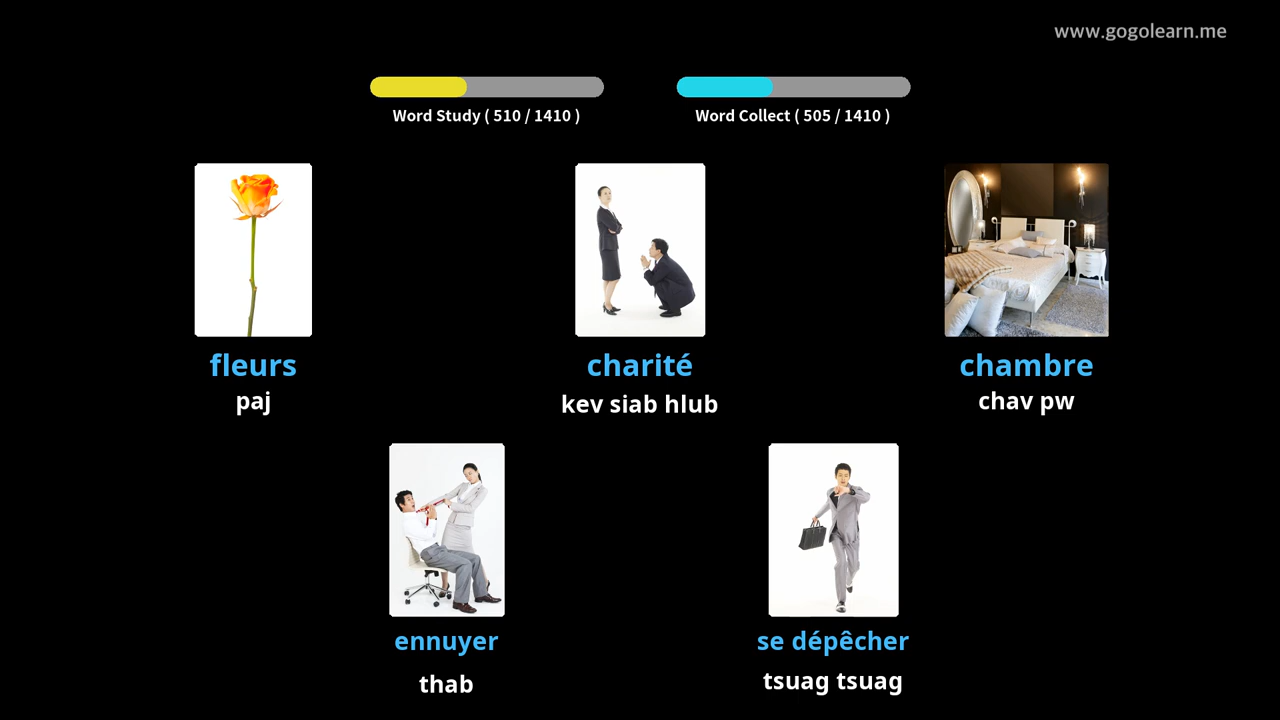 www.gogolearn.me
Word Study ( 510 / 1410 )
Word Collect ( 505 / 1410 )
fleurs
paj
charité
kev siab hlub
chambre
chav pw
ennuyer
thab
se dépêcher
tsuag tsuag